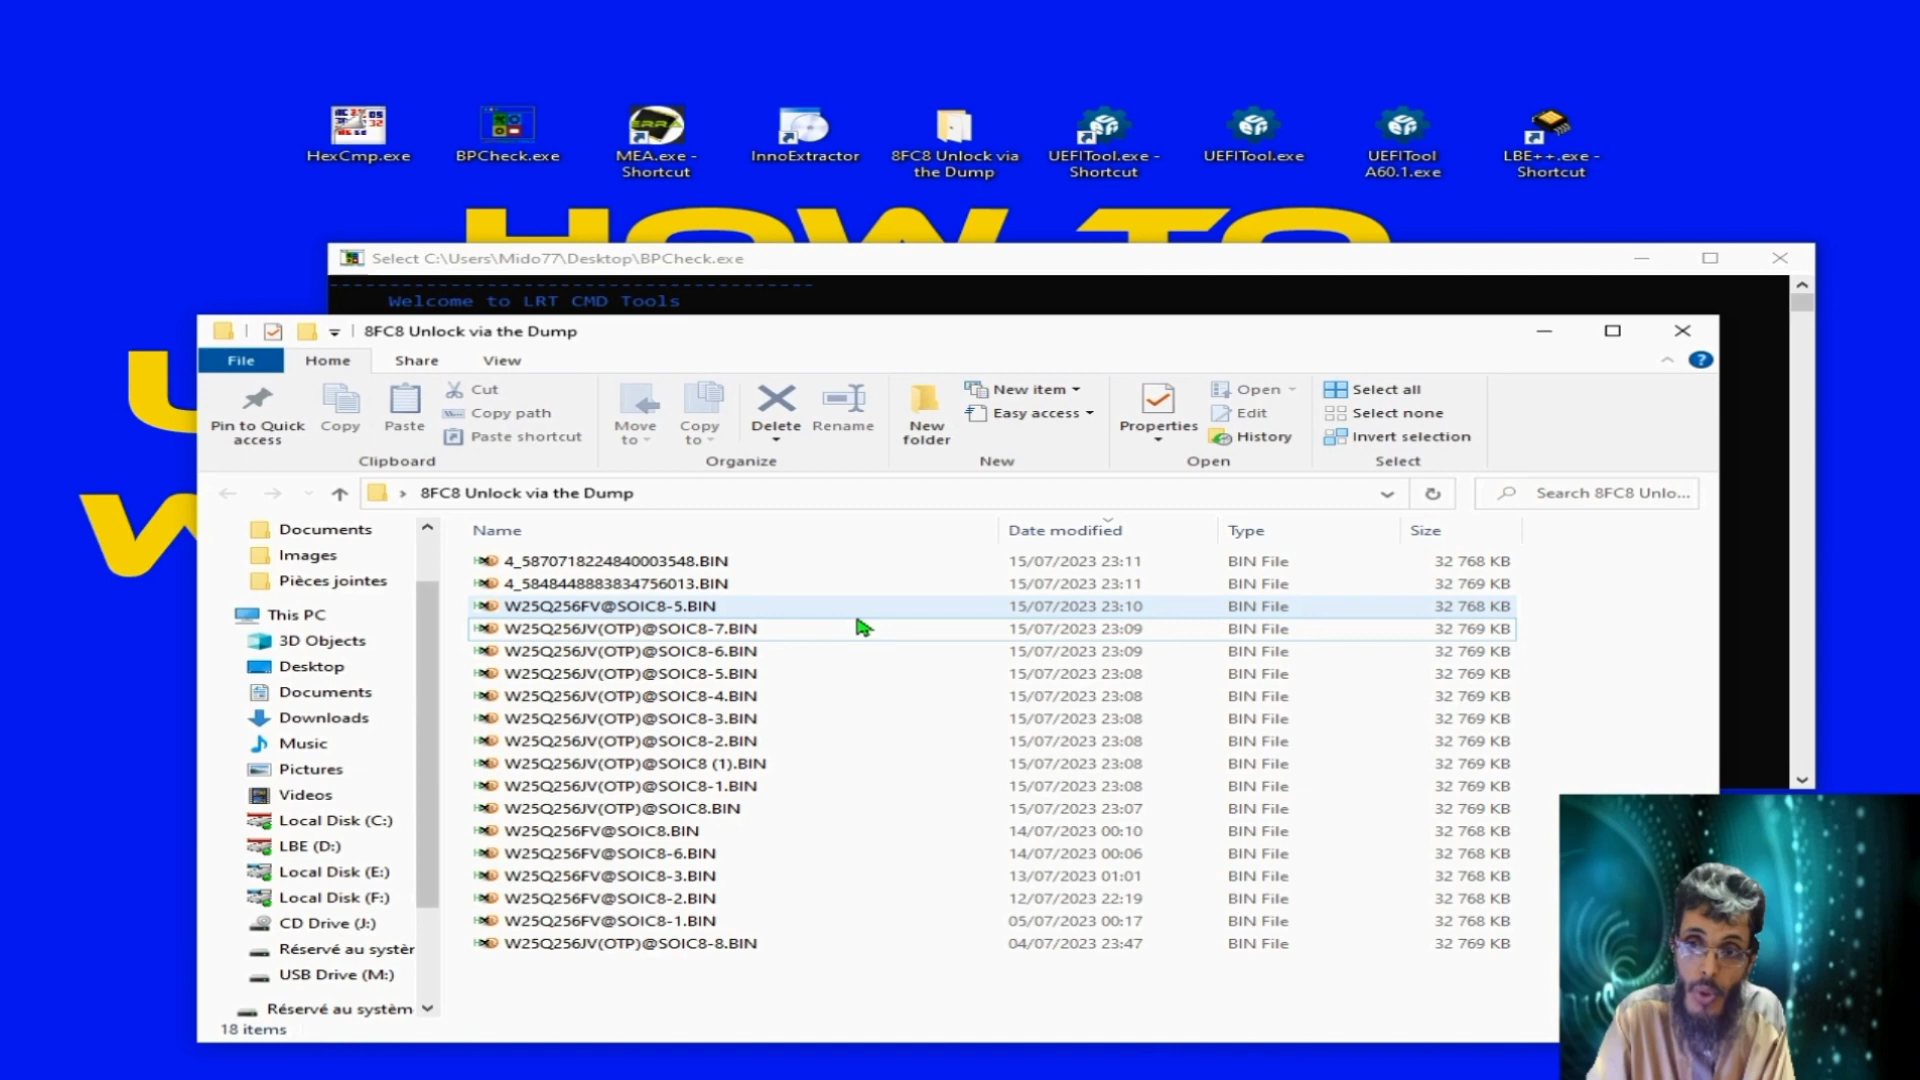 HexCmp.exe
BPCheck.exe
MEA.exe - Shortcut
InnoExtractor
8FC8 Unlock via the Dump
UEFITool.exe - Shortcut
UEFITool.exe
UEFITool A60.1.exe
LBE++.exe - Shortcut
HOW TO
Select C:\Users\Mido77\Desktop\BPCheck.exe
Welcome to LRT CMD Tools
8FC8 Unlock via the Dump
File
Home
Share
View
Pin to Quick access
Copy
Paste
Cut
Copy path
Paste shortcut
Clipboard
Move to
Copy to
Delete
Rename
Organize
New folder
New item
Easy access
New
Properties
Open
Edit
History
Open
Select all
Select none
Invert selection
Select
8FC8 Unlock via the Dump
Search 8FC8 Unlo...
Documents
Images
Pièces jointes
This PC
3D Objects
Desktop
Documents
Downloads
Music
Pictures
Videos
Local Disk (C:)
LBE (D:)
Local Disk (E:)
Local Disk (F:)
CD Drive (J:)
Réservé au systèr
USB Drive (M:)
Réservé au systèm
Name Date modified Type Size
4_5870718224840003548.BIN 15/07/2023 23:11 BIN File 32 768 KB
4_5848448883834756013.BIN 15/07/2023 23:11 BIN File 32 769 KB
W25Q256FV@SOIC8-5.BIN 15/07/2023 23:10 BIN File 32 768 KB
W25Q256JV(OTP)@SOIC8-7.BIN 15/07/2023 23:09 BIN File 32 769 KB
W25Q256JV(OTP)@SOIC8-6.BIN 15/07/2023 23:09 BIN File 32 769 KB
W25Q256JV(OTP)@SOIC8-5.BIN 15/07/2023 23:08 BIN File 32 769 KB
W25Q256JV(OTP)@SOIC8-4.BIN 15/07/2023 23:08 BIN File 32 769 KB
W25Q256JV(OTP)@SOIC8-3.BIN 15/07/2023 23:08 BIN File 32 769 KB
W25Q256JV(OTP)@SOIC8-2.BIN 15/07/2023 23:08 BIN File 32 769 KB
W25Q256JV(OTP)@SOIC8 (1).BIN 15/07/2023 23:08 BIN File 32 769 KB
W25Q256JV(OTP)@SOIC8-1.BIN 15/07/2023 23:08 BIN File 32 769 KB
W25Q256JV(OTP)@SOIC8.BIN 15/07/2023 23:07 BIN File 32 769 KB
W25Q256FV@SOIC8.BIN 14/07/2023 00:10 BIN File 32 768 KB
W25Q256FV@SOIC8-6.BIN 14/07/2023 00:06 BIN File 32 768 KB
W25Q256FV@SOIC8-3.BIN 13/07/2023 01:01 BIN File 32 768 KB
W25Q256FV@SOIC8-2.BIN 12/07/2023 22:19 BIN File 32 768 KB
W25Q256FV@SOIC8-1.BIN 05/07/2023 00:17 BIN File 32 768 KB
W25Q256JV(OTP)@SOIC8-8.BIN 04/07/2023 23:47 BIN File 32 769 KB
18 items